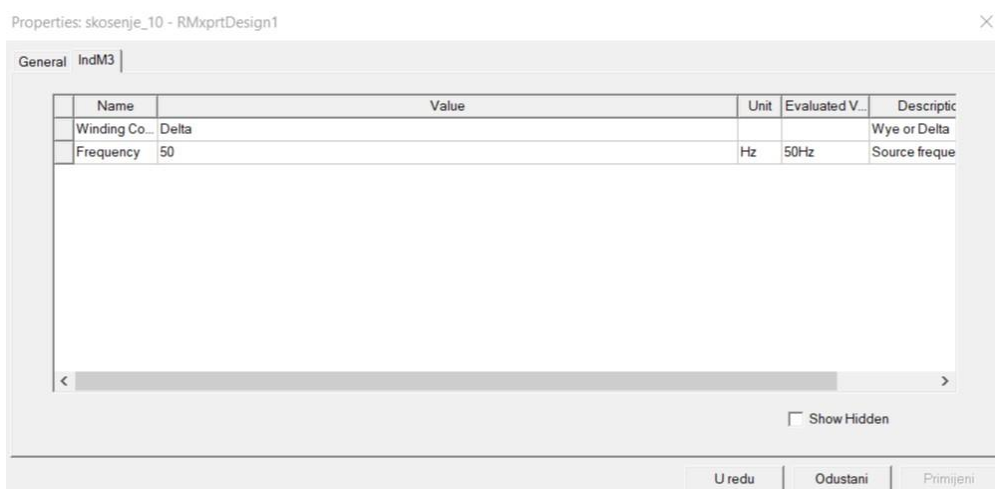 Properties: skosenje_10 - RMxprtDesign1
General IndM3
Name Value Unit Evaluated V... Descriptic
Winding Co... Delta Wye or Delta
Frequency 50 Hz 50Hz Source freque
Show Hidden
U redu Odustani Primijeni